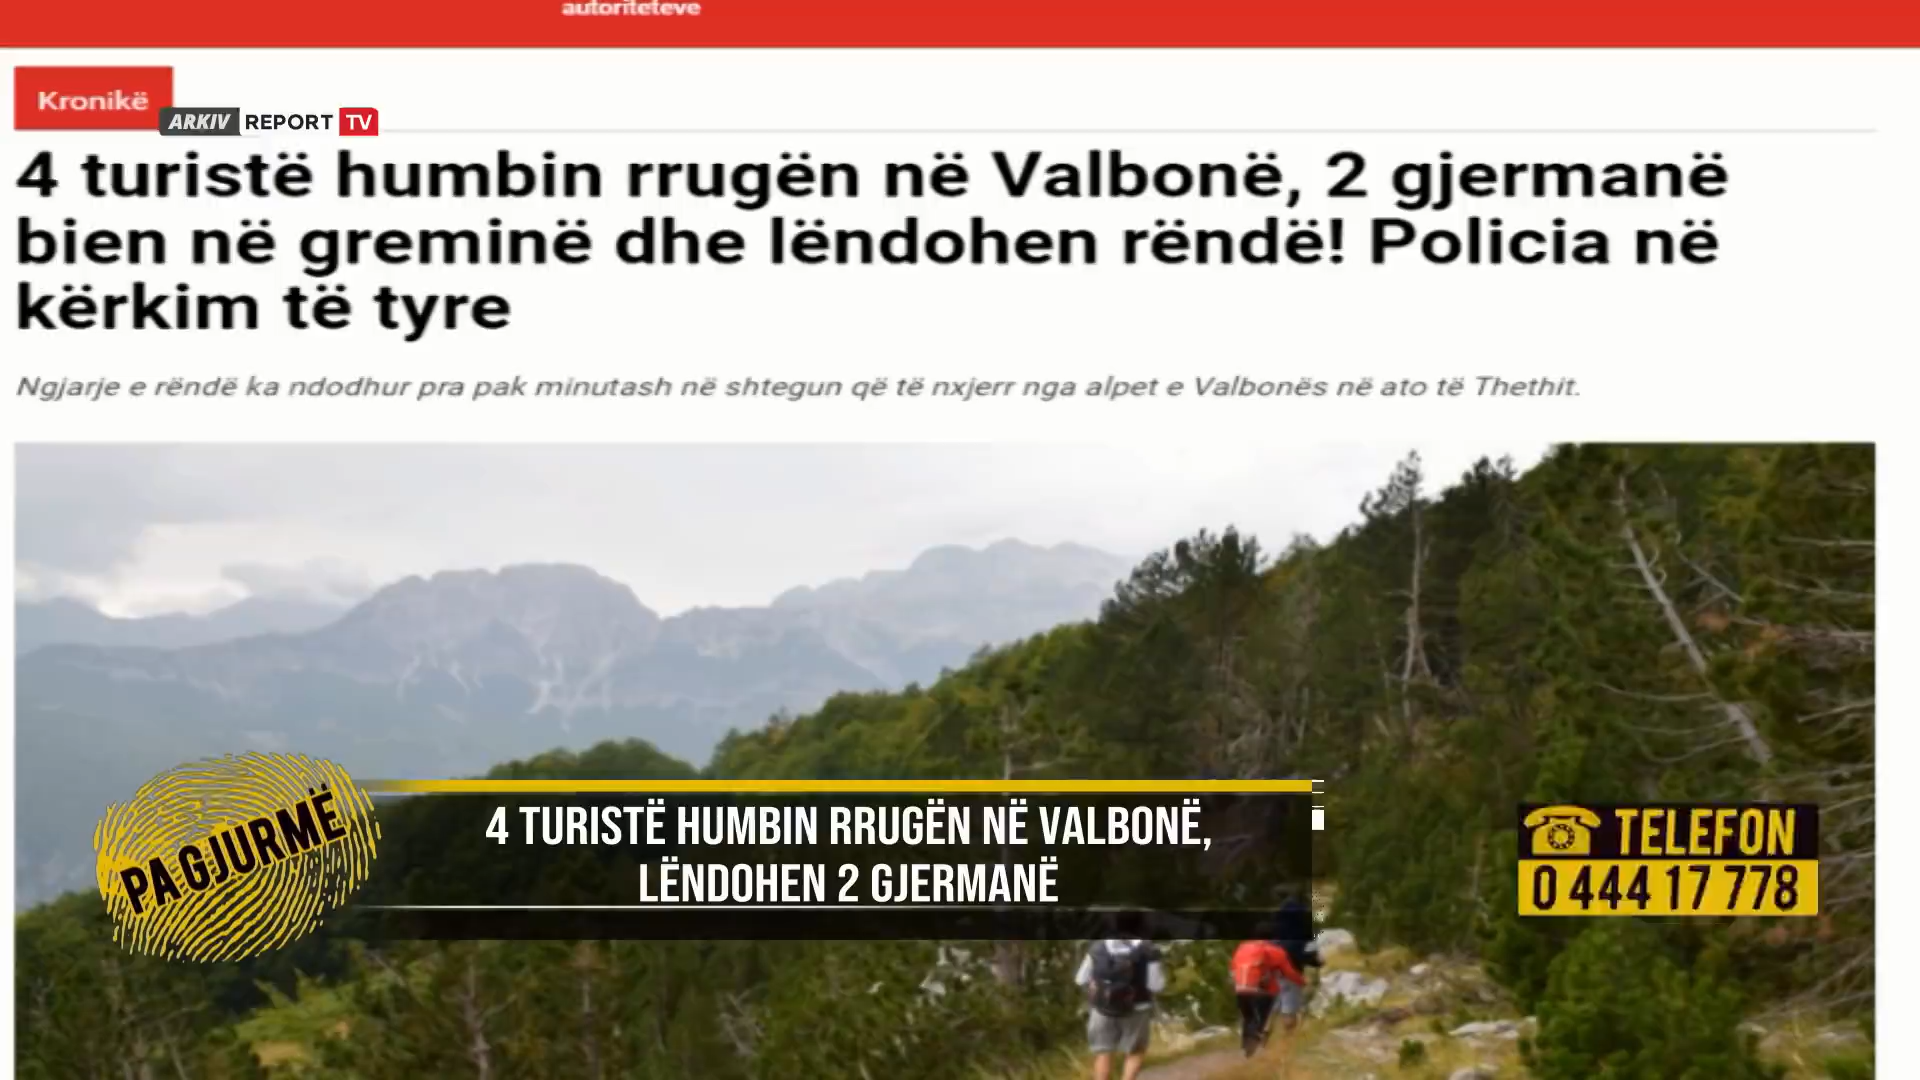 autoriteteve
Kronikë
ARKIV REPORT TV
4 turistë humbin rrugën në Valbonë, 2 gjermanë
bien në greminë dhe lëndohen rëndë! Policia në
kërkim të tyre
Ngjarje e rëndë ka ndodhur pra pak minutash në shtegun që të nxjerr nga alpet e Valbonës në ato të Thethit.
PA GJURMË
4 TURISTË HUMBIN RRUGËN NË VALBONË,
LËNDOHEN 2 GJERMANË
TELEFON
0 444 17 778